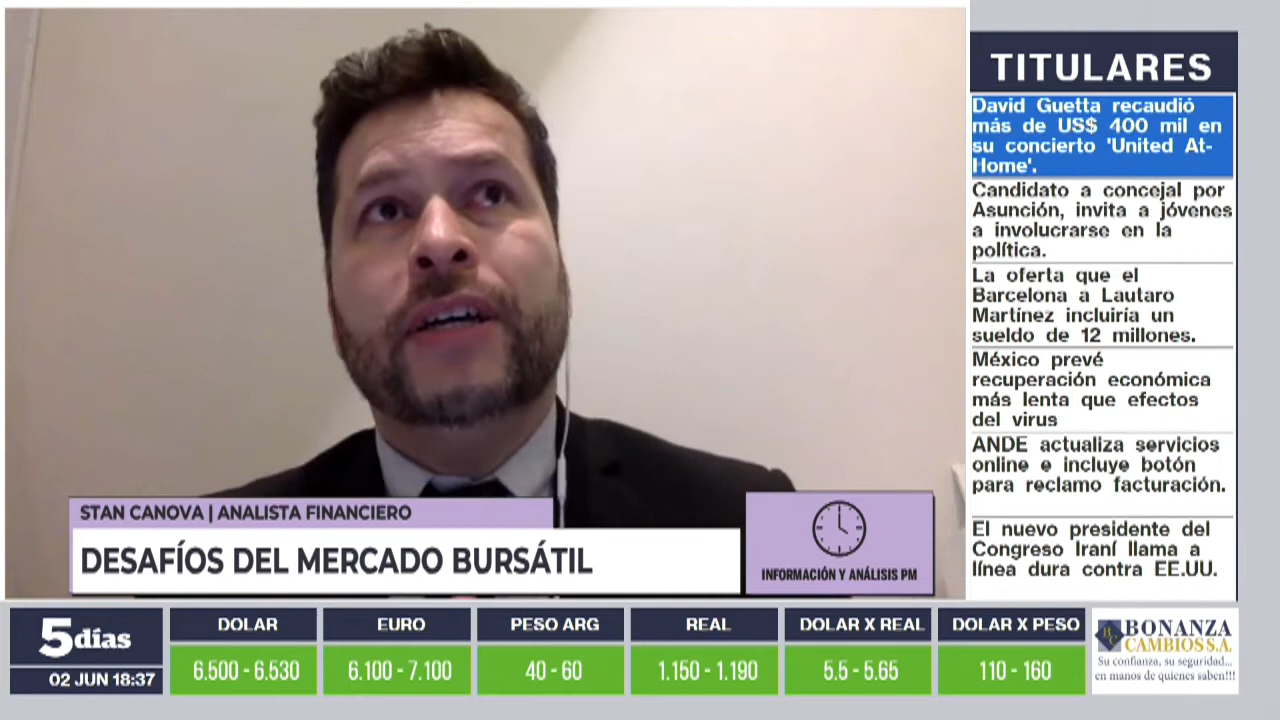 TITULARES
David Guetta recaudió
más de US$ 400 mil en
su concierto 'United At-
Home'.
Candidato a concejal por
Asunción, invita a jóvenes
a involucrarse en la
política.
La oferta que el
Barcelona a Lautaro
Martínez incluiría un
sueldo de 12 millones.
México prevé
recuperación económica
más lenta que efectos
del virus
ANDE actualiza servicios
online e incluye botón
para reclamo facturación.
El nuevo presidente del
Congreso Iraní llama a
línea dura contra EE.UU.
STAN CANOVA | ANALISTA FINANCIERO
DESAFÍOS DEL MERCADO BURSÁTIL
INFORMACIÓN Y ANÁLISIS PM
5días
02 JUN 18:37
DOLAR
6.500 - 6.530
EURO
6.100 - 7.100
PESO ARG
40 - 60
REAL
1.150 - 1.190
DOLAR X REAL
5.5 - 5.65
DOLAR X PESO
110 - 160
BONANZA
CAMBIOS S.A.
Su confianza, su seguridad...
en manos de quienes saben!!!